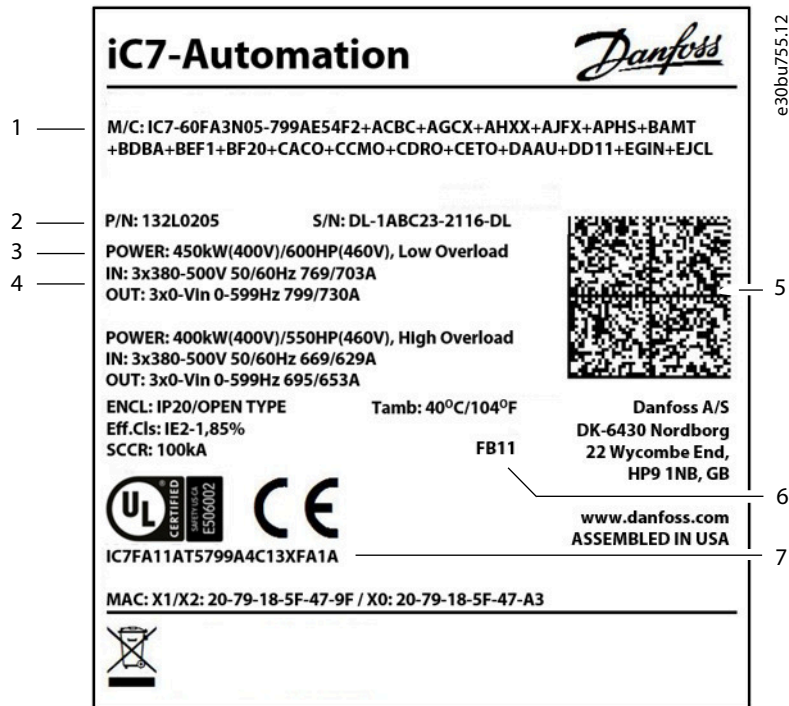 iC7-Automation
Danfoss
e30bu755.12
1
M/C: IC7-60FA3N05-799AE54F2+ACBC+AGCX+AHXX+AJFX+APHS+BAMT
+BDBA+BEF1+BF20+CACO+CCMO+CDRO+CETO+DAAU+DD11+EGIN+EJCL
2
P/N: 132L0205 S/N: DL-1ABC23-2116-DL
3
POWER: 450kW(400V)/600HP(460V), Low Overload
4
IN: 3x380-500V 50/60Hz 769/703A
OUT: 3x0-Vin 0-599Hz 799/730A
5
POWER: 400kW(400V)/550HP(460V), High Overload
IN: 3x380-500V 50/60Hz 669/629A
OUT: 3x0-Vin 0-599Hz 695/653A
ENCL: IP20/OPEN TYPE Tamb: 40⁰C/104⁰F
Eff.Cls: IE2-1,85%
SCCR: 100kA
FB11
6
Danfoss A/S
DK-6430 Nordborg
22 Wycombe End,
HP9 1NB, GB
UL
®
CERTIFIED
SAFETY US CA
E506002
CE
www.danfoss.com
ASSEMBLED IN USA
IC7FA11AT5799A4C13XFA1A
7
MAC: X1/X2: 20-79-18-5F-47-9F / X0: 20-79-18-5F-47-A3